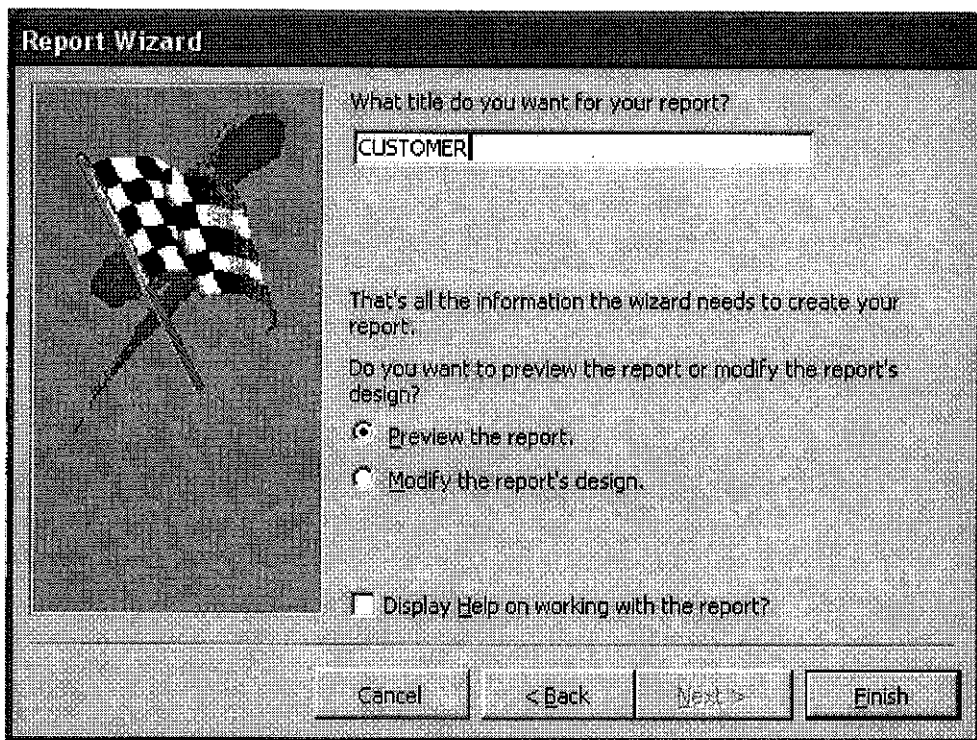 Report Wizard
What title do you want for your report?
CUSTOMER
That's all the information the wizard needs to create your
report.
Do you want to preview the report or modify the report's
design?
Preview the report.
Modify the report's design.
Display Help on working with the report?
Cancel
< Back
Next >
Finish